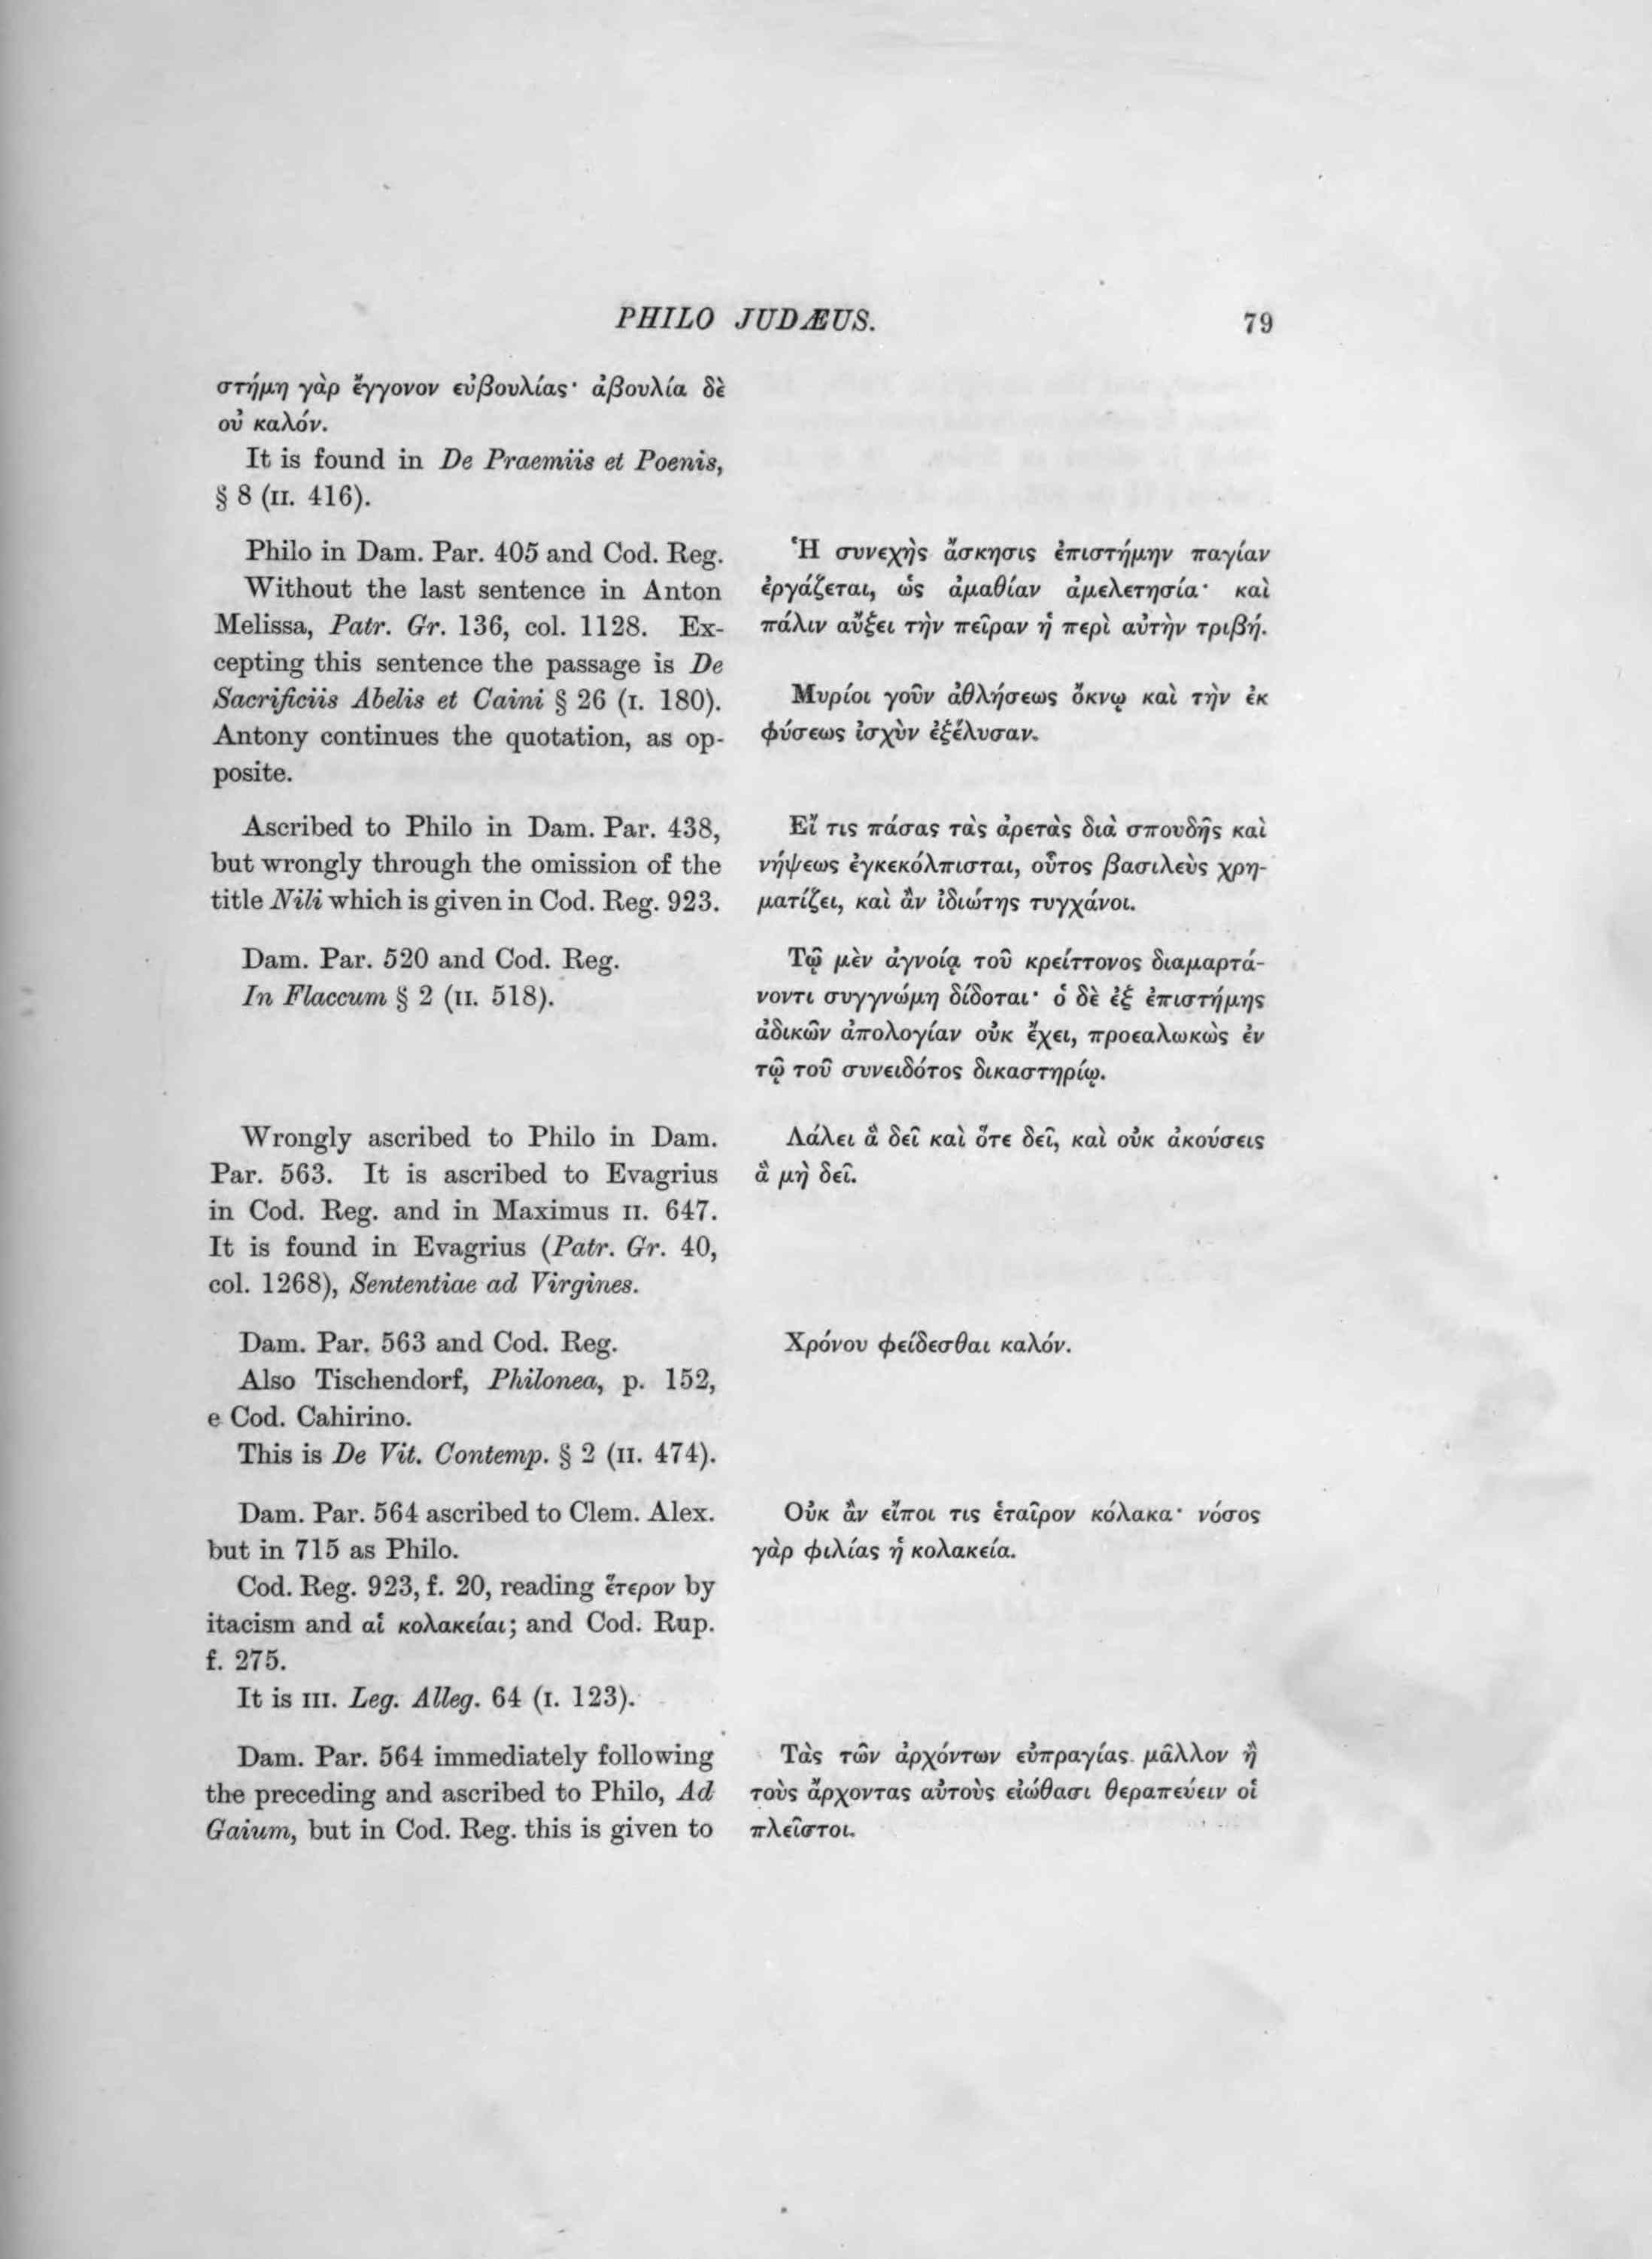 PHILO JUDÆUS. 79
στήμη γὰρ ἔγγονον εὐβουλίας· ἀβουλία δὲ
οὐ καλόν.
It is found in De Praemiis et Poenis,
§ 8 (II. 416).
Philo in Dam. Par. 405 and Cod. Reg.
Without the last sentence in Anton
Melissa, Patr. Gr. 136, col. 1128. Ex-
cepting this sentence the passage is De
Sacrificiis Abelis et Caini § 26 (I. 180).
Antony continues the quotation, as op-
posite.
Ἡ συνεχὴς ἄσκησις ἐπιστήμην παγίαν
ἐργάζεται, ὡς ἀμαθίαν ἀμελετησία· καὶ
πάλιν αὔξει τὴν πεῖραν ἡ περὶ αὐτὴν τριβή.
Μυρίοι γοῦν ἀθλήσεως ὄκνῳ καὶ τὴν ἐκ
φύσεως ἰσχὺν ἐξέλυσαν.
Ascribed to Philo in Dam. Par. 438,
but wrongly through the omission of the
title Nili which is given in Cod. Reg. 923.
Εἴ τις πάσας τὰς ἀρετὰς διὰ σπουδῆς καὶ
νήψεως ἐγκεκόλπισται, οὗτος βασιλεὺς χρη-
ματίζει, καὶ ἂν ἰδιώτης τυγχάνοι.
Dam. Par. 520 and Cod. Reg.
In Flaccum § 2 (II. 518).
Τῷ μὲν ἀγνοίᾳ τοῦ κρείττονος διαμαρτά-
νοντι συγγνώμη δίδοται· ὁ δὲ ἐξ ἐπιστήμης
ἀδικῶν ἀπολογίαν οὐκ ἔχει, προεαλωκὼς ἐν
τῷ τοῦ συνειδότος δικαστηρίῳ.
Wrongly ascribed to Philo in Dam.
Par. 563. It is ascribed to Evagrius
in Cod. Reg. and in Maximus II. 647.
It is found in Evagrius (Patr. Gr. 40,
col. 1268), Sententiae ad Virgines.
Λάλει ἃ δεῖ καὶ ὅτε δεῖ, καὶ οὐκ ἀκούσεις
ἃ μὴ δεῖ.
Dam. Par. 563 and Cod. Reg.
Also Tischendorf, Philonea, p. 152,
e Cod. Cahirino.
This is De Vit. Contemp. § 2 (II. 474).
Χρόνου φείδεσθαι καλόν.
Dam. Par. 564 ascribed to Clem. Alex.
but in 715 as Philo.
Cod. Reg. 923, f. 20, reading ἕτερον by
itacism and αἱ κολακείαι; and Cod. Rup.
f. 275.
It is III. Leg. Alleg. 64 (I. 123).
Οὐκ ἂν εἴποι τις ἑταῖρον κόλακα· νόσος
γὰρ φιλίας ἡ κολακεία.
Dam. Par. 564 immediately following
the preceding and ascribed to Philo, Ad
Gaium, but in Cod. Reg. this is given to
Τὰς τῶν ἀρχόντων εὐπραγίας μᾶλλον ἢ
τοὺς ἄρχοντας αὐτοὺς εἰώθασι θεραπεύειν οἱ
πλεῖστοι.